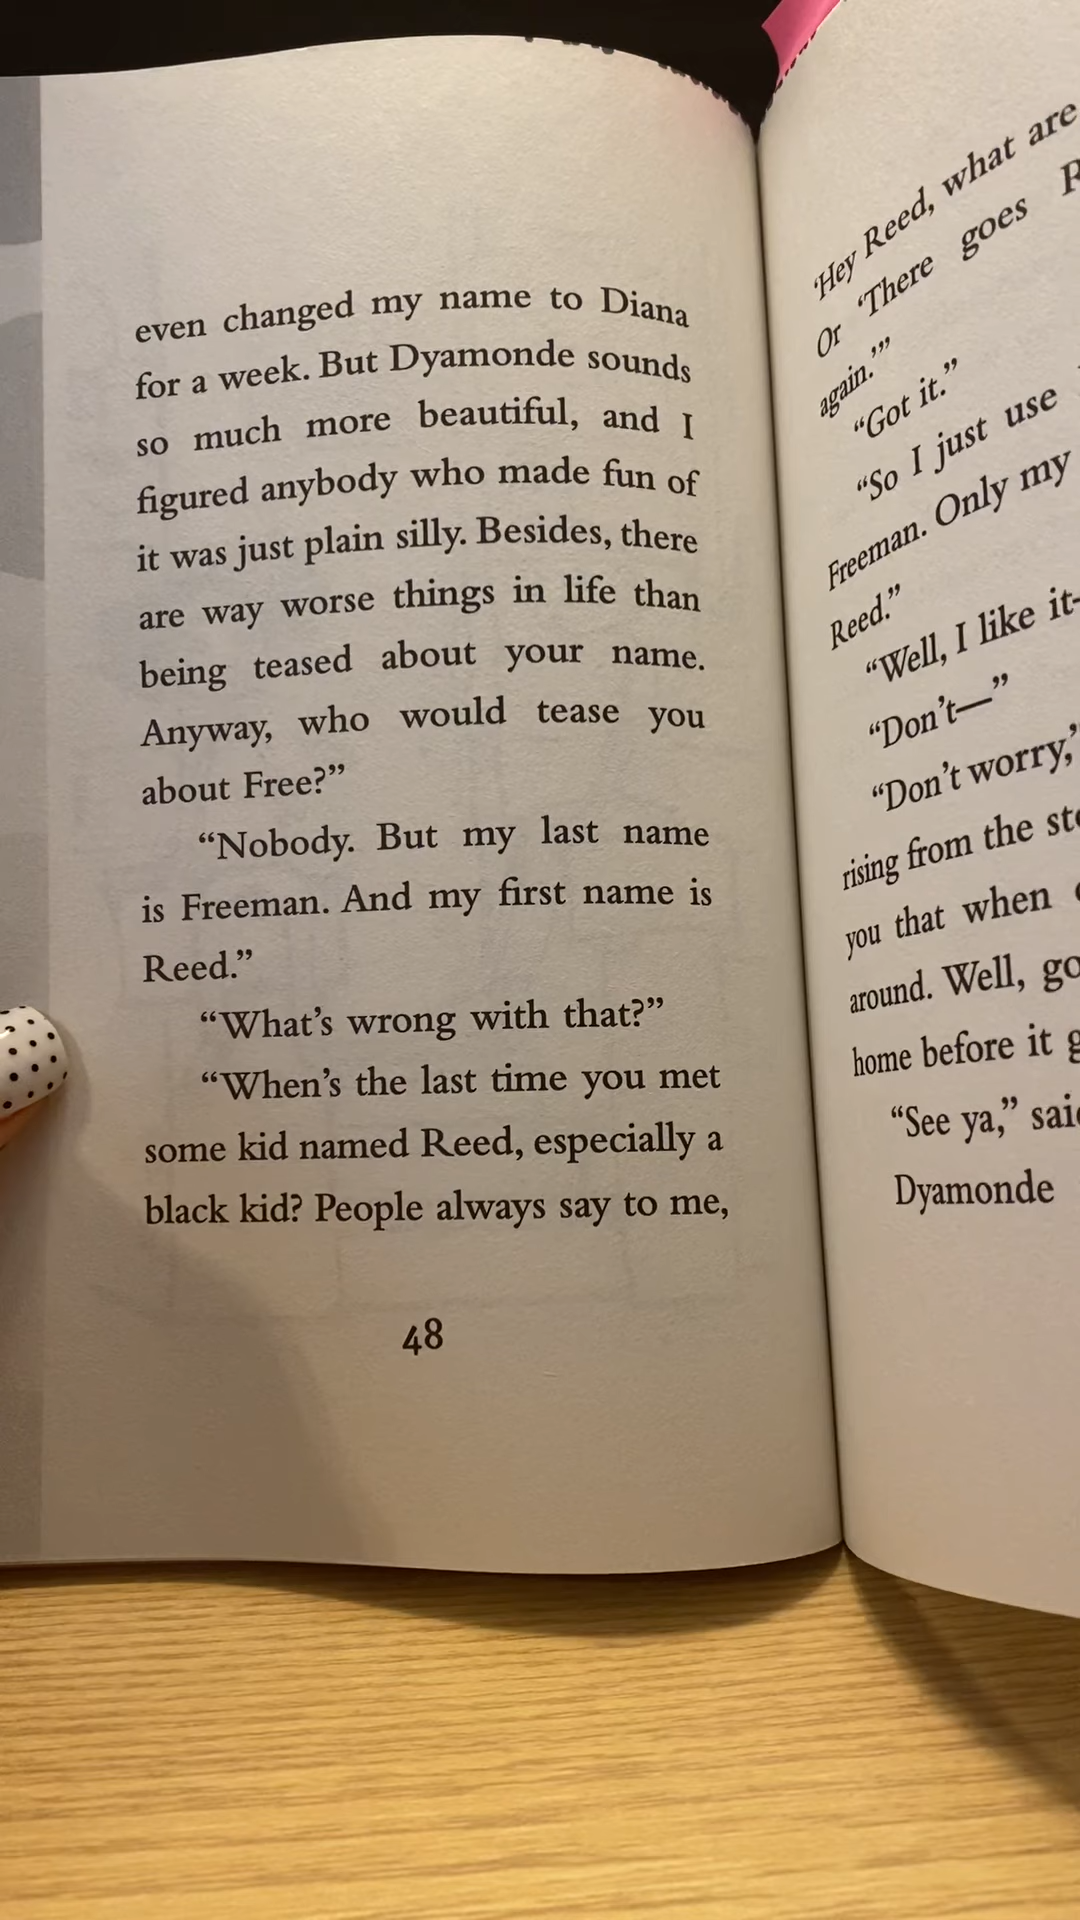 even changed my name to Diana
for a week. But Dyamonde sounds
so much more beautiful, and I
figured anybody who made fun of
it was just plain silly. Besides, there
are way worse things in life than
being teased about your name.
Anyway, who would tease you
about Free?”
“Nobody. But my last name
is Freeman. And my first name is
Reed.”
“What’s wrong with that?”
“When’s the last time you met
some kid named Reed, especially a
black kid? People always say to me,
48
‘Hey Reed, what are
Or ‘There goes
again.’”
“Got it.”
“So I just use
Freeman. Only my
Reed.”
“Well, I like it—
“Don’t—”
“Don’t worry,”
rising from the
you that when
around. Well,
home before it
“See ya,”
Dyamonde